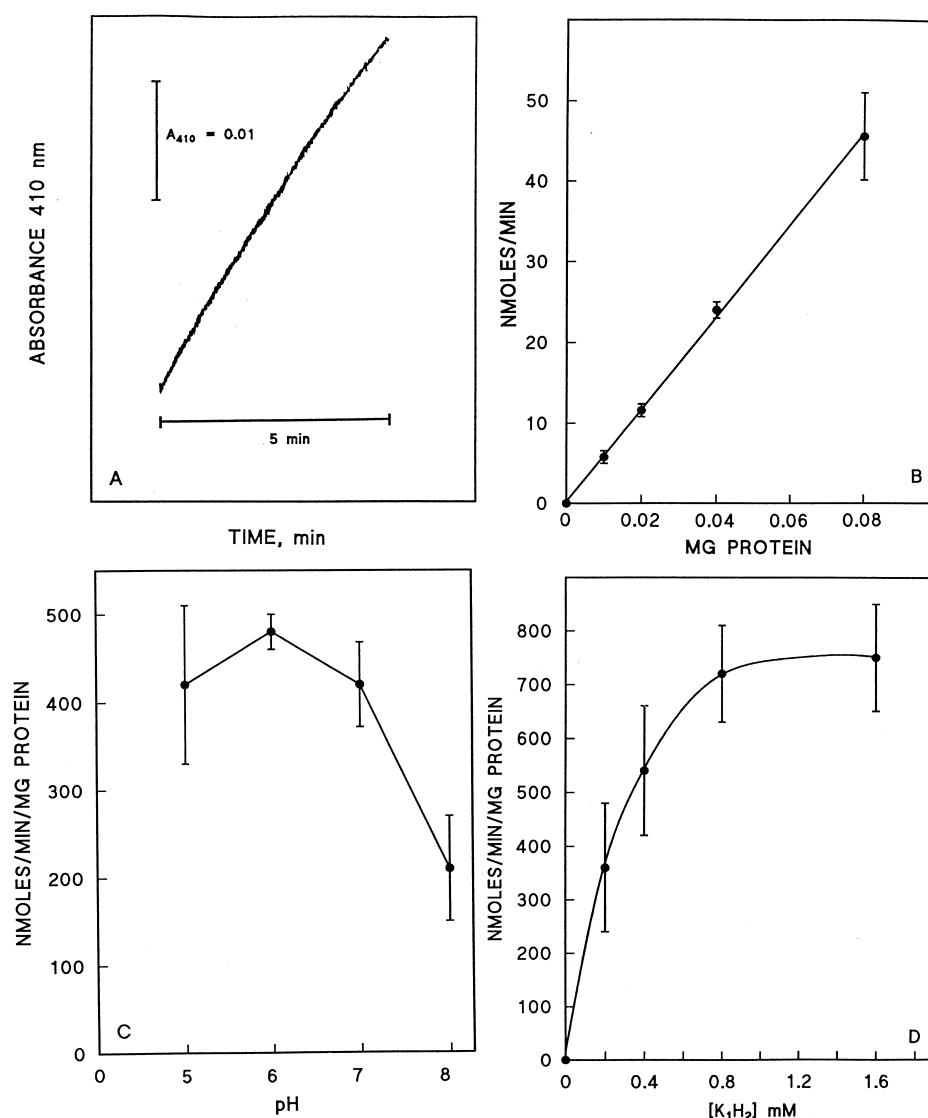 ABSORBANCE 410 nm
A410 = 0.01
5 min
A
TIME, min
NMOLES/MIN
50
40
30
20
10
0
0 0.02 0.04 0.06 0.08
MG PROTEIN
B
NMOLES/MIN/MG PROTEIN
500
400
300
200
100
0
0 5 6 7 8
pH
C
NMOLES/MIN/MG PROTEIN
800
700
600
500
400
300
200
100
0
0 0.4 0.8 1.2 1.6
[K1H2] mM
D